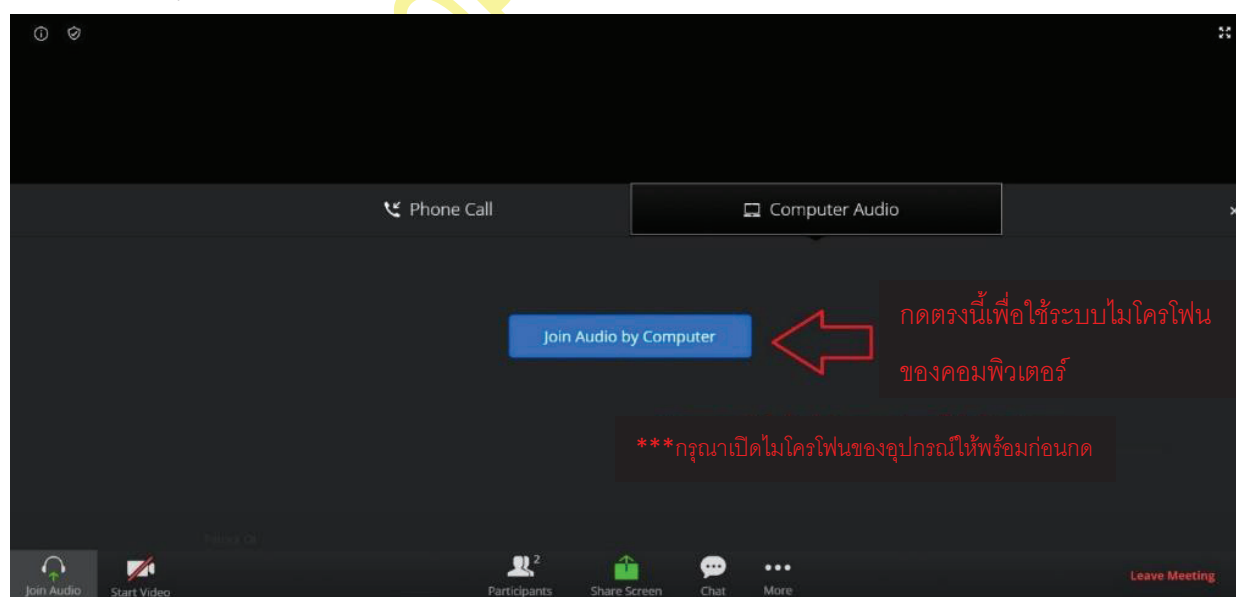 Phone Call
Computer Audio
Join Audio by Computer
กดตรงนี้เพื่อใช้ระบบไมโครโฟน
ของคอมพิวเตอร์
***กรุณาเปิดไมโครโฟนของอุปกรณ์ให้พร้อมก่อนกด
2
Join Audio
Start Video
Participants
Share Screen
Chat
More
Leave Meeting